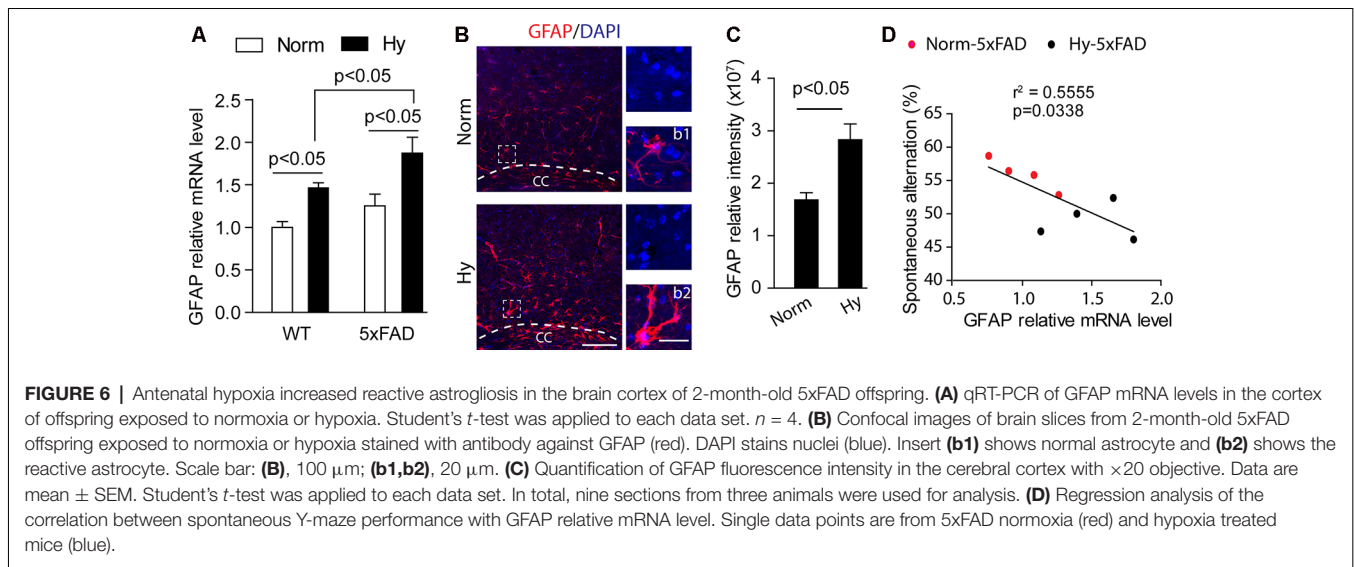 A
Norm Hy
p<0.05
p<0.05
p<0.05
GFAP relative mRNA level
2.5
2.0
1.5
1.0
0.5
0.0
WT 5xFAD
B
GFAP/DAPI
Norm
b1
CC
Hy
b2
CC
C
GFAP relative intensity (x10⁷)
p<0.05
4
3
2
1
0
Norm Hy
D
Norm-5xFAD Hy-5xFAD
r² = 0.5555
p=0.0338
Spontaneous alternation (%)
65
60
55
50
45
40
0.5 1.0 1.5 2.0
GFAP relative mRNA level
FIGURE 6 | Antenatal hypoxia increased reactive astrogliosis in the brain cortex of 2-month-old 5xFAD offspring. (A) qRT-PCR of GFAP mRNA levels in the cortex
of offspring exposed to normoxia or hypoxia. Student's t-test was applied to each data set. n = 4. (B) Confocal images of brain slices from 2-month-old 5xFAD
offspring exposed to normoxia or hypoxia stained with antibody against GFAP (red). DAPI stains nuclei (blue). Insert (b1) shows normal astrocyte and (b2) shows the
reactive astrocyte. Scale bar: (B), 100 μm; (b1,b2), 20 μm. (C) Quantification of GFAP fluorescence intensity in the cerebral cortex with ×20 objective. Data are
mean ± SEM. Student's t-test was applied to each data set. In total, nine sections from three animals were used for analysis. (D) Regression analysis of the
correlation between spontaneous Y-maze performance with GFAP relative mRNA level. Single data points are from 5xFAD normoxia (red) and hypoxia treated
mice (blue).